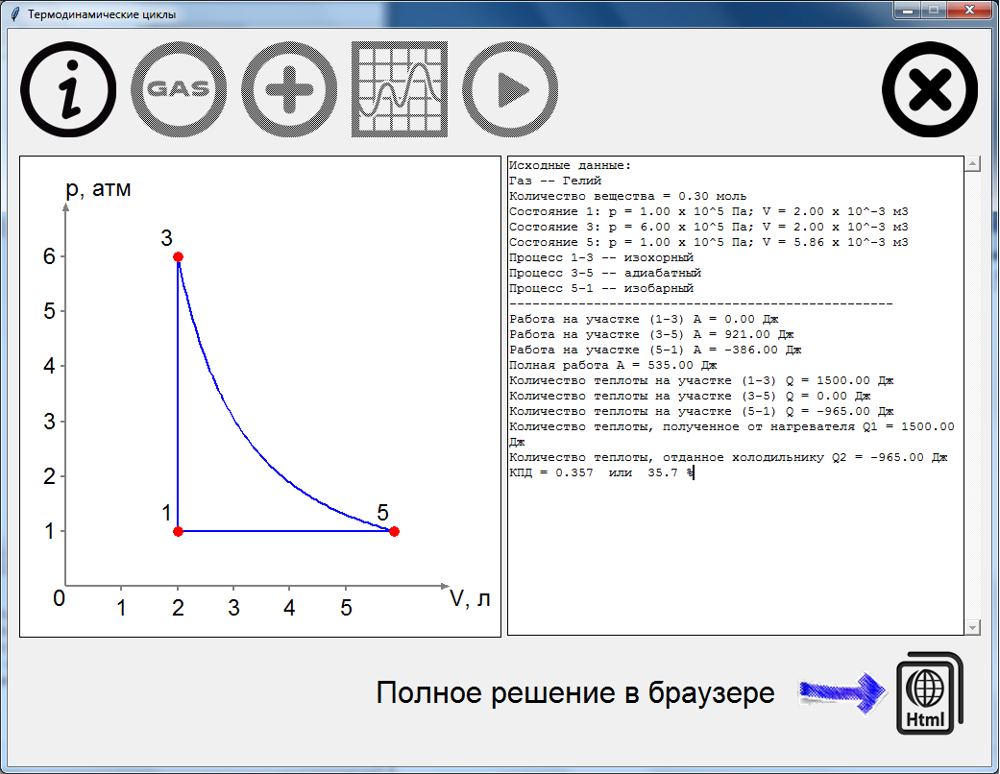 Термодинамические циклы
i
GAS
p, атм
3
6
5
4
3
2
1
1
5
0
1
2
3
4
5
V, л
Исходные данные:
Газ -- Гелий
Количество вещества = 0.30 моль
Состояние 1: p = 1.00 x 10^5 Па; V = 2.00 x 10^-3 м3
Состояние 3: p = 6.00 x 10^5 Па; V = 2.00 x 10^-3 м3
Состояние 5: p = 1.00 x 10^5 Па; V = 5.86 x 10^-3 м3
Процесс 1-3 -- изохорный
Процесс 3-5 -- адиабатный
Процесс 5-1 -- изобарный
--------------------------------------------------
Работа на участке (1-3) A = 0.00 Дж
Работа на участке (3-5) A = 921.00 Дж
Работа на участке (5-1) A = -386.00 Дж
Полная работа A = 535.00 Дж
Количество теплоты на участке (1-3) Q = 1500.00 Дж
Количество теплоты на участке (3-5) Q = 0.00 Дж
Количество теплоты на участке (5-1) Q = -965.00 Дж
Количество теплоты, полученное от нагревателя Q1 = 1500.00
Дж
Количество теплоты, отданное холодильнику Q2 = -965.00 Дж
КПД = 0.357  или  35.7 %
Полное решение в браузере
Html